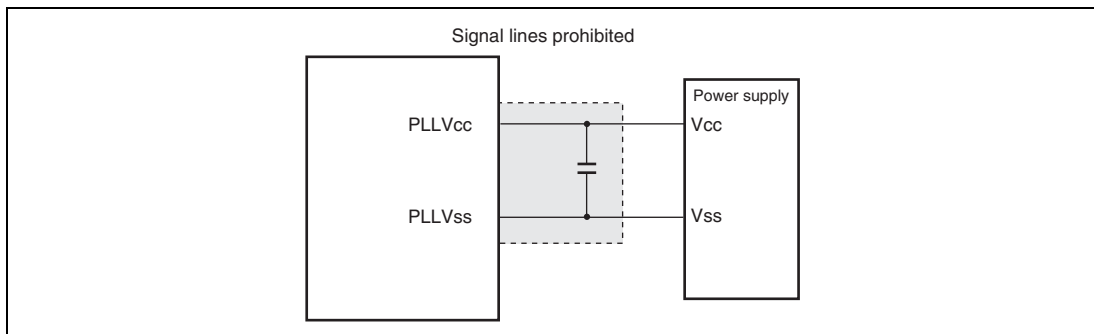 Signal lines prohibited
Power supply
PLLVcc
Vcc
PLLVss
Vss